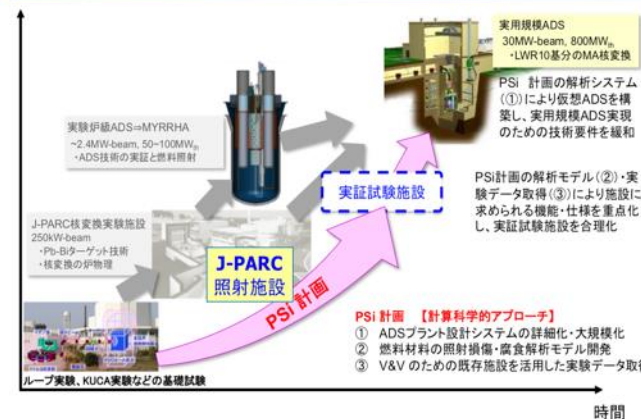 実用規模ADS
30MW-beam, 800MWth
・LWR10基分のMA核変換
PSi 計画の解析システム
(①)により仮想ADSを構
築し、実用規模ADS実現
のための技術要件を緩和
実験炉級ADS⇒MYRRHA
~2.4MW-beam, 50~100MWth
・ADS技術の実証と燃料照射
実証試験施設
PSi計画の解析モデル(②)・実
験データ取得(③)により施設に
求められる機能・仕様を重点化
し、実証試験施設を合理化
J-PARC核変換実験施設
250kW-beam
・Pb-Biターゲット技術
・核変換の炉物理
J-PARC
照射施設
PSi 計画
PSi 計画 【計算科学的アプローチ】
① ADSプラント設計システムの詳細化・大規模化
② 燃料材料の照射損傷・腐食解析モデル開発
③ V&V のための既存施設を活用した実験データ取得
ループ実験、KUCA実験などの基礎試験
時間